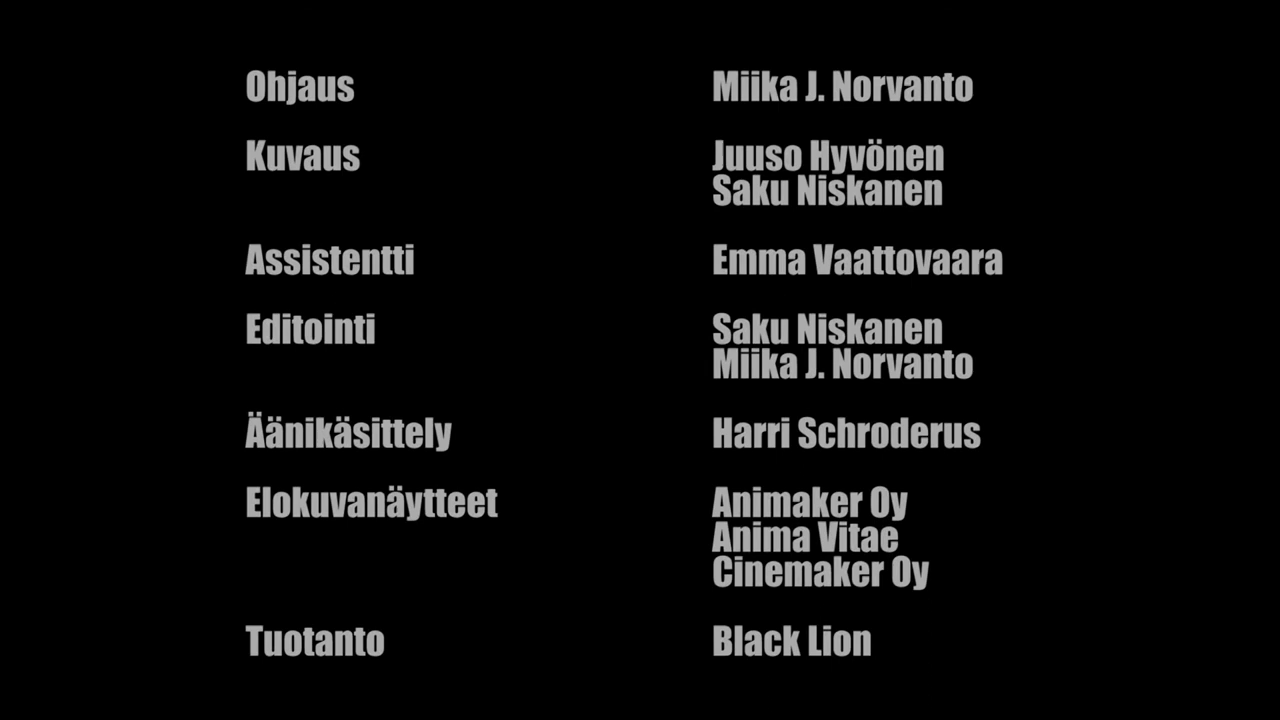 Ohjaus Miika J. Norvanto
Kuvaus Juuso Hyvönen
Saku Niskanen
Assistentti Emma Vaattovaara
Editointi Saku Niskanen
Miika J. Norvanto
Äänikäsittely Harri Schroderus
Elokuvanäytteet Animaker Oy
Anima Vitae
Cinemaker Oy
Tuotanto Black Lion